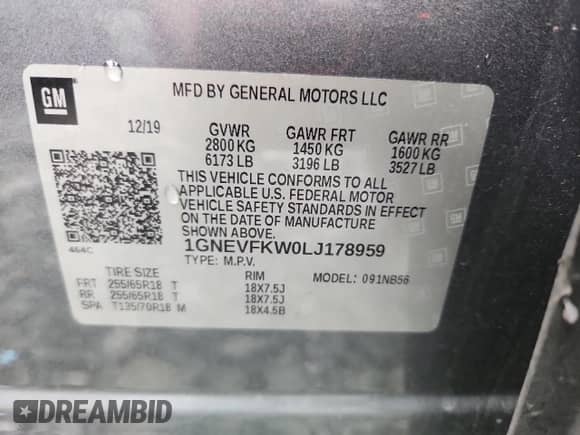 GM
MFD BY GENERAL MOTORS LLC
12/19 GVWR GAWR FRT GAWR RR
2800 KG 1450 KG 1600 KG
6173 LB 3196 LB 3527 LB
THIS VEHICLE CONFORMS TO ALL
APPLICABLE U.S. FEDERAL MOTOR
VEHICLE SAFETY STANDARDS IN EFFECT
ON THE DATE OF MANUFACTURE
SHOWN ABOVE.
464C
1GNEVFKW0LJ178959
TYPE: M.P.V. MODEL: 091NB56
TIRE SIZE RIM
FRT 255/65R18 T 18X7.5J
RR 255/65R18 T 18X7.5J
SPA T135/70R18 M 18X4.5B
DREAMBID